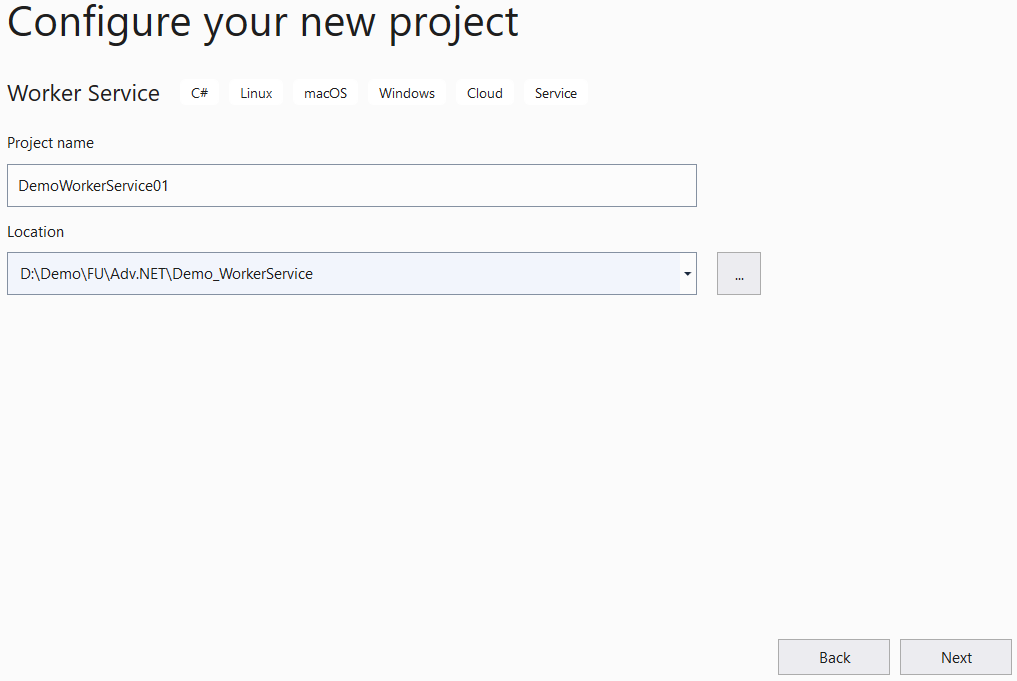 Configure your new project
Worker Service C# Linux macOS Windows Cloud Service
Project name
DemoWorkerService01
Location
D:\Demo\FU\Adv.NET\Demo_WorkerService
...
Back Next